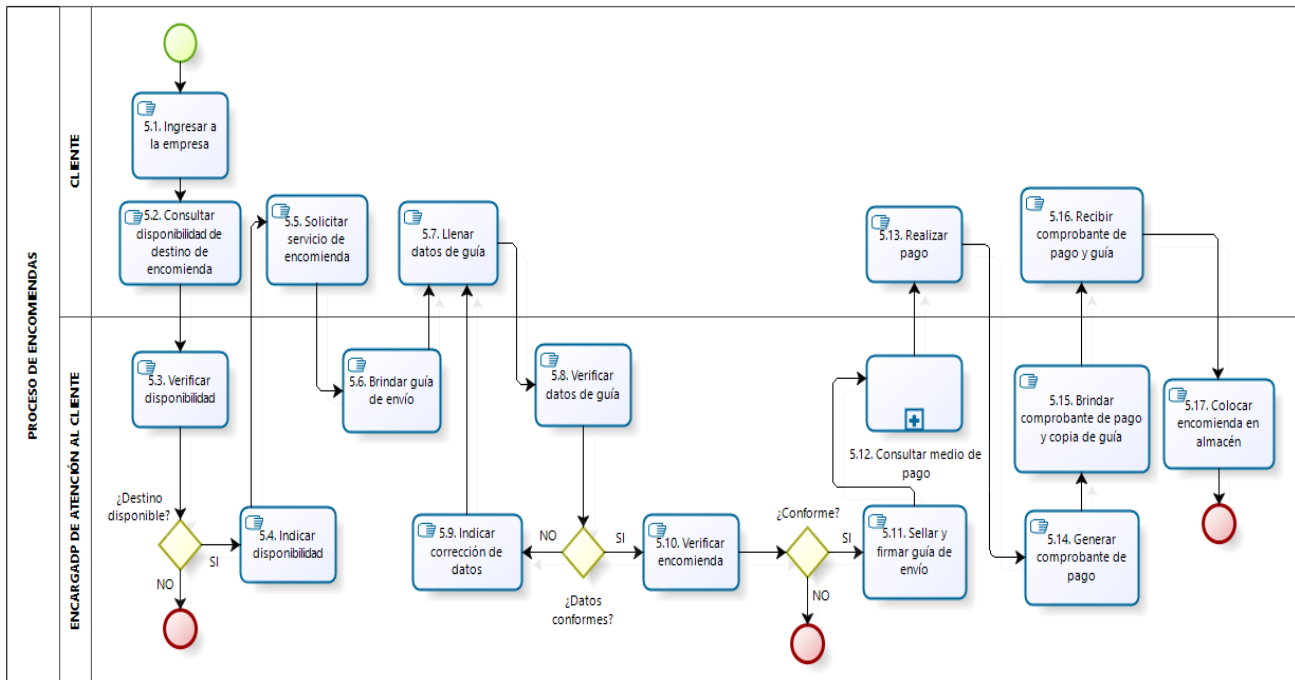 PROCESO DE ENCOMIENDAS
CLIENTE
5.1. Ingresar a
la empresa
5.2. Consultar
disponibilidad de
destino de
encomienda
5.5. Solicitar
servicio de
encomienda
5.7. Llenar
datos de guía
5.13. Realizar
pago
5.16. Recibir
comprobante de
pago y guía
ENCARGADP DE ATENCIÓN AL CLIENTE
5.3. Verificar
disponibilidad
¿Destino
disponible?
SI
NO
5.4. Indicar
disponibilidad
5.6. Brindar guía
de envío
5.8. Verificar
datos de guía
5.9. Indicar
corrección de
datos
NO
SI
¿Datos
conformes?
5.10. Verificar
encomienda
¿Conforme?
SI
NO
5.11. Sellar y
firmar guía de
envío
5.12. Consultar medio de
pago
5.15. Brindar
comprobante de pago
y copia de guía
5.14. Generar
comprobante de
pago
5.17. Colocar
encomienda en
almacén